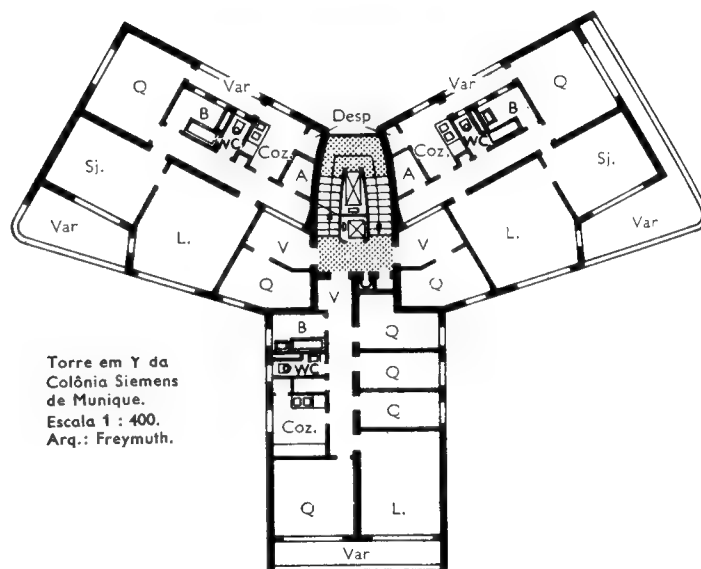 Var
Desp
Var
Q
B
WC
Coz.
A
Sj.
Var
L.
V
Q
Q
B
WC
Coz.
A
Sj.
Var
L.
V
Q
V
B
WC
Coz.
Q
Q
Q
Q
L.
Var
Torre em Y da
Colônia Siemens
de Munique.
Escala 1 : 400.
Arq.: Freymuth.